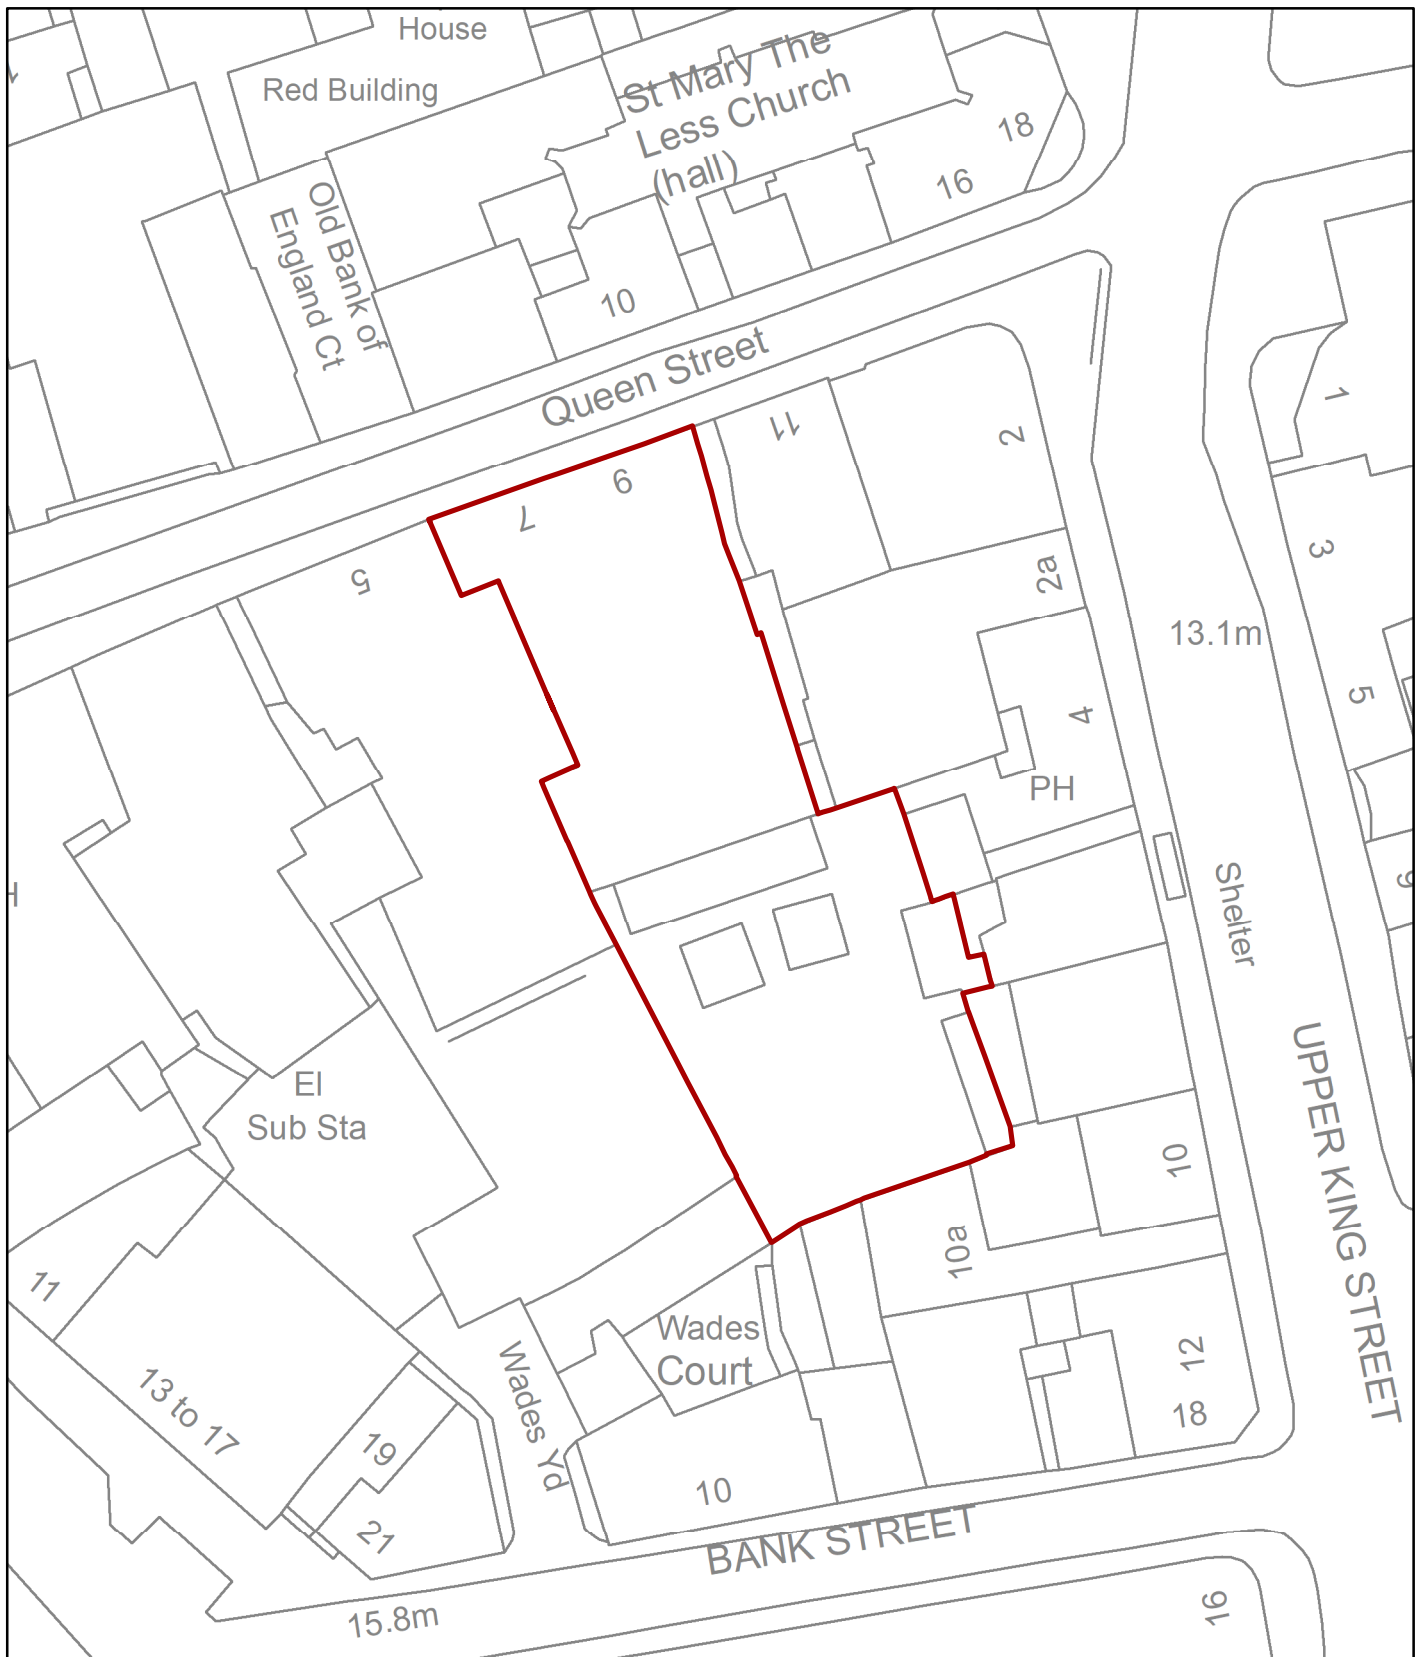 House
Red Building
St Mary The
Less Church
(hall)
18
16
Old Bank of
England Ct
10
Queen Street
11
2
1
9
7
5
3
2a
13.1m
5
4
PH
Shelter
El
Sub Sta
UPPER KING STREET
10
10a
11
Wades
Court
12
18
13 to 17
Wades Yd
19
10
21
BANK STREET
15.8m
16